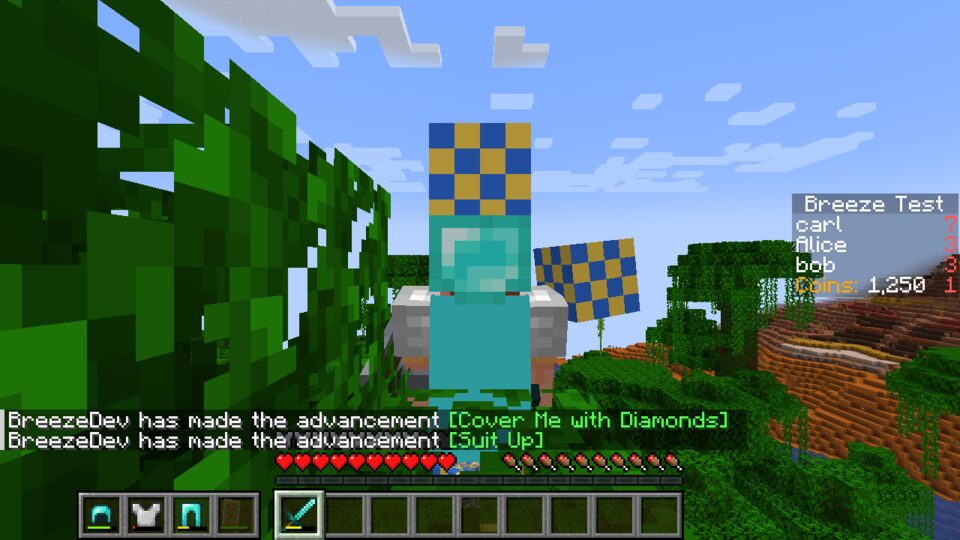 Breeze Test
carl 7
Alice 3
bob 3
Coins: 1,250 1
BreezeDev has made the advancement [Cover Me with Diamonds]
BreezeDev has made the advancement [Suit Up]